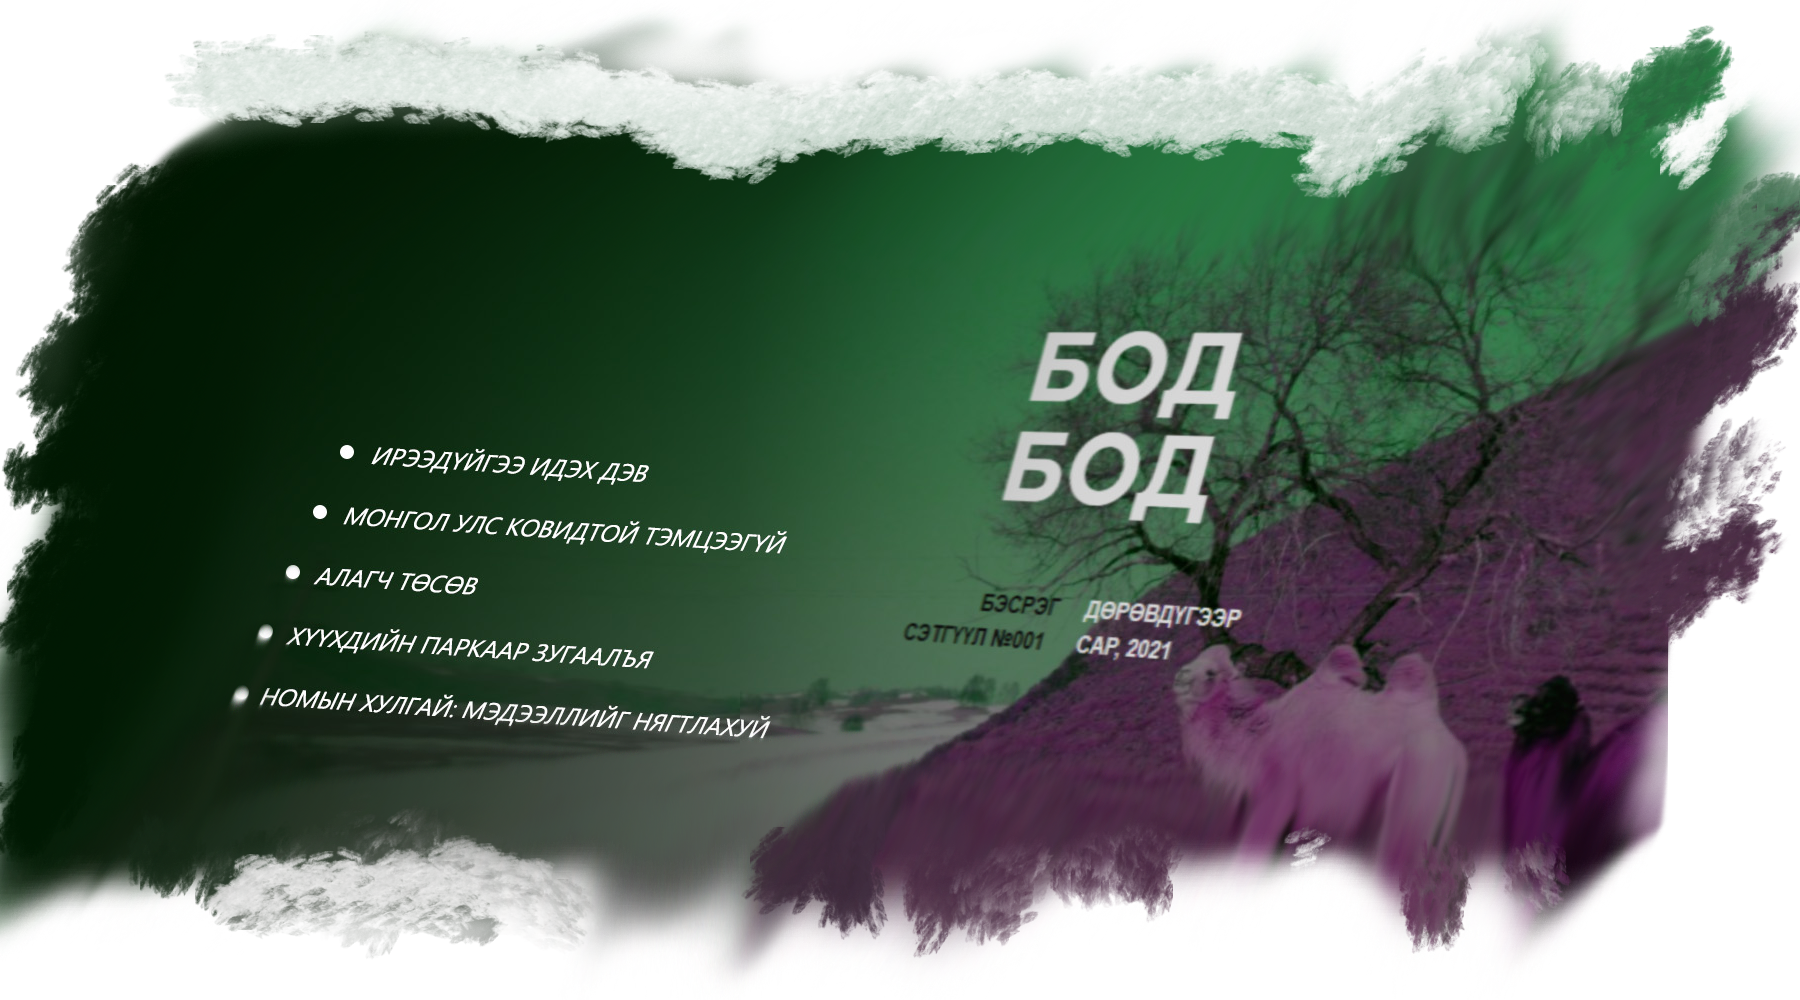 БОД
БОД
БЭСРЭГ
СЭТГҮҮЛ №001
ДӨРӨВДҮГЭЭР
САР, 2021
ИРЭЭДҮЙГЭЭ ИДЭХ ДЭВ
МОНГОЛ УЛС КОВИДТОЙ ТЭМЦЭЭГҮЙ
АЛАГЧ ТӨСӨВ
ХҮҮХДИЙН ПАРКААР ЗУГААЛЪЯ
НОМЫН ХУЛГАЙ: МЭДЭЭЛЛИЙГ НЯГТЛАХУЙ